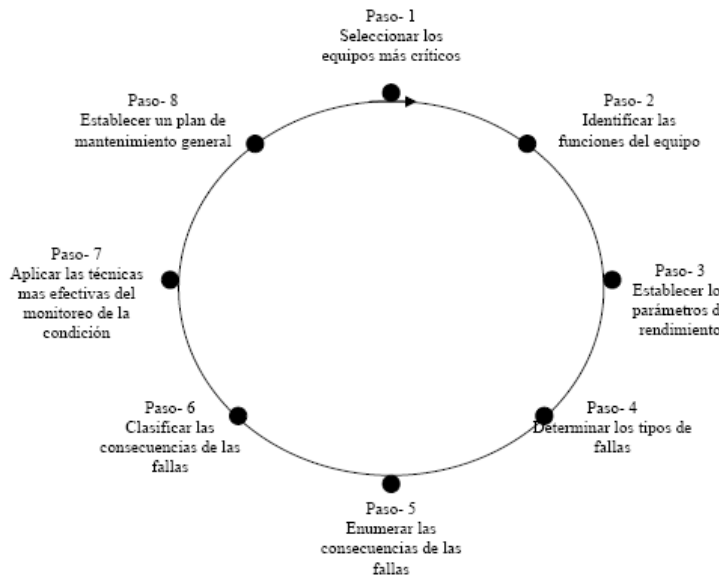 Paso- 1
Seleccionar los
equipos más críticos
Paso- 2
Identificar las
funciones del equipo
Paso- 3
Establecer lo
parámetros d
rendimiento
Paso- 4
Determinar los tipos de
fallas
Paso- 5
Enumerar las
consecuencias de las
fallas
Paso- 6
Clasificar las
consecuencias de las
fallas
Paso- 7
Aplicar las técnicas
mas efectivas del
monitoreo de la
condición
Paso- 8
Establecer un plan de
mantenimiento general